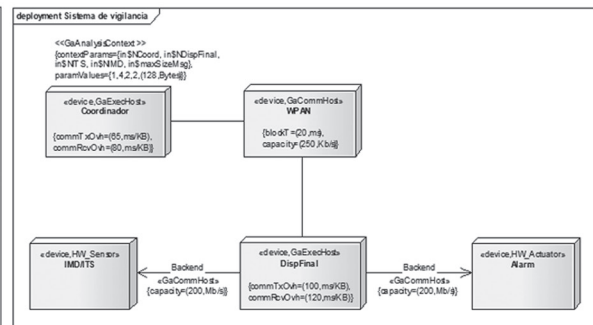 deployment Sistema de vigilancia
<<GaAnalysisContext>>
{contextParams={in$NCoord, in$NDispFinal,
in$NTS, in$NIMD, in$maxSizeMsg},
paramValues={1,4,2,2,(128,Bytes)}}
«device,GaExecHost»
Coordinador
{commTxOvh=(65,ms/KB),
commRcvOvh=(80,ms/KB)}
«device,GaCommHost»
WPAN
{blockT=(20,ms),
capacity=(250,Kb/s)}
«device,HW_Sensor»
IMD/TS
Backend
«GaCommHost»
{capacity=(200,Mb/s)}
«device,GaExecHost»
DispFinal
{commTxOvh=(100,ms/KB),
commRcvOvh=(120,ms/KB)}
Backend
«GaCommHost»
{capacity=(200,Mb/s)}
«device,HW_Actuator»
Alarm